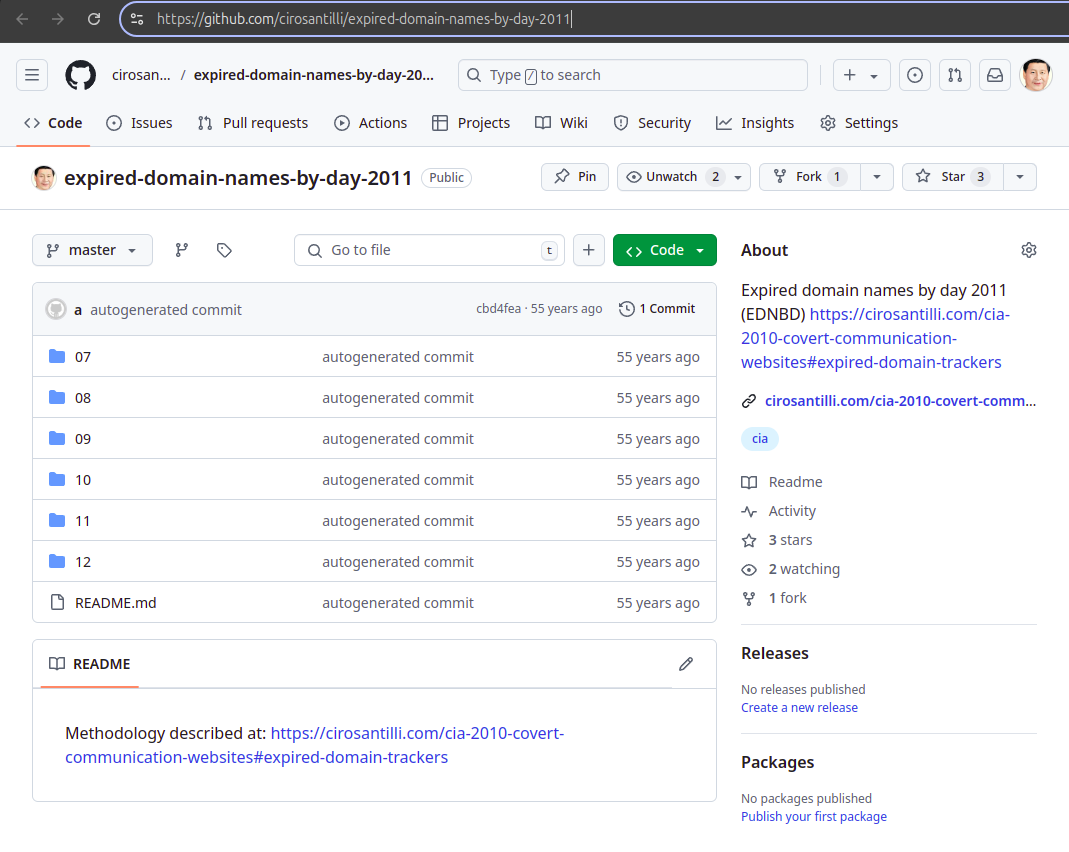 https://github.com/cirosantilli/expired-domain-names-by-day-2011
cirosan... / expired-domain-names-by-day-20...
Type / to search
Code Issues Pull requests Actions Projects Wiki Security Insights Settings
expired-domain-names-by-day-2011 Public
Pin Unwatch 2 Fork 1 Star 3
master Go to file t Code
a autogenerated commit cbd4fea · 55 years ago 1 Commit
07 autogenerated commit 55 years ago
08 autogenerated commit 55 years ago
09 autogenerated commit 55 years ago
10 autogenerated commit 55 years ago
11 autogenerated commit 55 years ago
12 autogenerated commit 55 years ago
README.md autogenerated commit 55 years ago
README
Methodology described at: https://cirosantilli.com/cia-2010-covert-
communication-websites#expired-domain-trackers
About
Expired domain names by day 2011
(EDNBD) https://cirosantilli.com/cia-
2010-covert-communication-
websites#expired-domain-trackers
cirosantilli.com/cia-2010-covert-comm...
cia
Readme
Activity
3 stars
2 watching
1 fork
Releases
No releases published
Create a new release
Packages
No packages published
Publish your first package